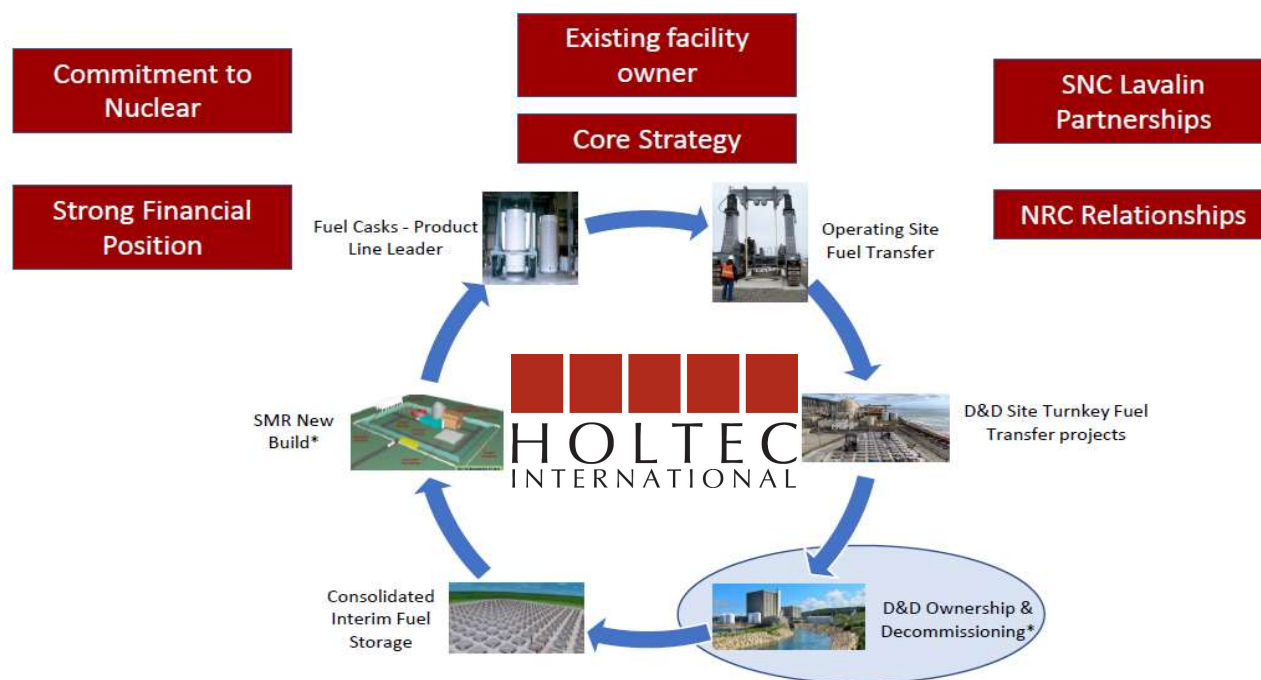 Commitment to
Nuclear
Existing facility
owner
SNC Lavalin
Partnerships
Core Strategy
Strong Financial
Position
NRC Relationships
Fuel Casks - Product
Line Leader
Operating Site
Fuel Transfer
SMR New
Build*
HOLTEC
INTERNATIONAL
D&D Site Turnkey Fuel
Transfer projects
Consolidated
Interim Fuel
Storage
D&D Ownership &
Decommissioning*